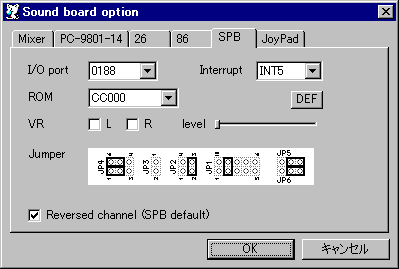 Sound board option
Mixer PC-9801-14 26 86 SPB JoyPad
I/O port 0188 Interrupt INT5
ROM CC000 DEF
VR L R level
Jumper JP4 JP3 JP2 JP1 JP5
JP6
Reversed channel (SPB default)
OK キャンセル